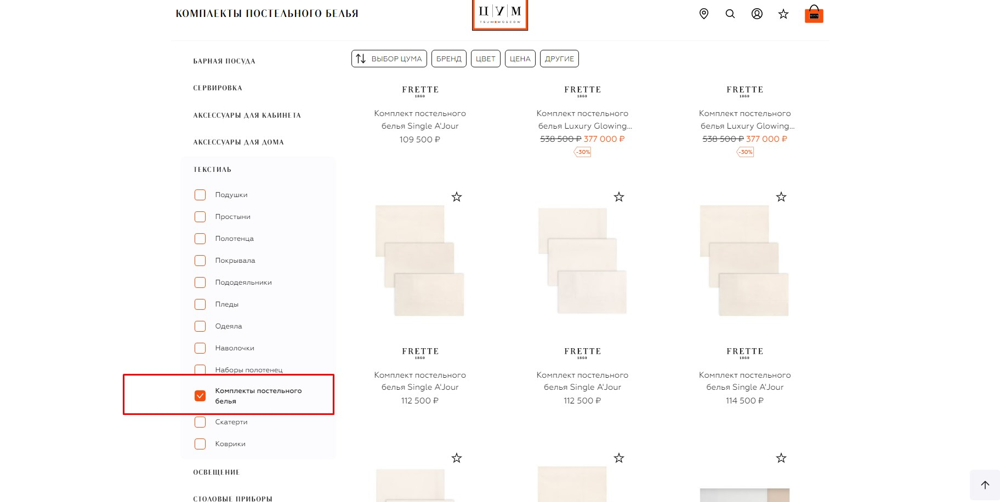 КОМПЛЕКТЫ ПОСТЕЛЬНОГО БЕЛЬЯ
ЦУМ
TSUM MOSCOW
БАРНАЯ ПОСУДА
СЕРВИРОВКА
АКСЕССУАРЫ ДЛЯ КАБИНЕТА
АКСЕССУАРЫ ДЛЯ ДОМА
ТЕКСТИЛЬ
Подушки
Простыни
Полотенца
Покрывала
Пододеяльники
Пледы
Одеяла
Наволочки
Наборы полотенец
Комплекты постельного
белья
Скатерти
Коврики
ОСВЕЩЕНИЕ
СТОЛОВЫЕ ПРИБОРЫ
ВЫБОР ЦУМА
БРЕНД
ЦВЕТ
ЦЕНА
ДРУГИЕ
FRETTE
1860
Комплект постельного
белья Single A'Jour
109 500 ₽
FRETTE
1860
Комплект постельного
белья Luxury Glowing...
538 500 ₽ 377 000 ₽
-30%
FRETTE
1860
Комплект постельного
белья Luxury Glowing...
538 500 ₽ 377 000 ₽
-30%
FRETTE
1860
Комплект постельного
белья Single A'Jour
112 500 ₽
FRETTE
1860
Комплект постельного
белья Single A'Jour
112 500 ₽
FRETTE
1860
Комплект постельного
белья Single A'Jour
114 500 ₽